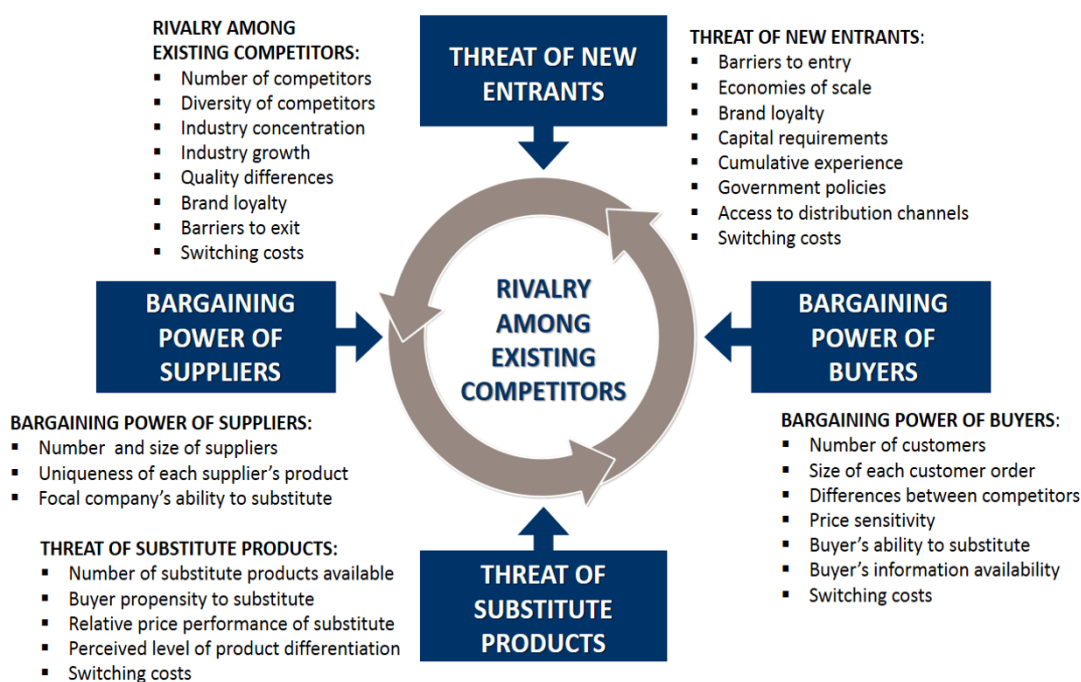 RIVALRY AMONG
EXISTING COMPETITORS:
▪ Number of competitors
▪ Diversity of competitors
▪ Industry concentration
▪ Industry growth
▪ Quality differences
▪ Brand loyalty
▪ Barriers to exit
▪ Switching costs
THREAT OF NEW
ENTRANTS
THREAT OF NEW ENTRANTS:
▪ Barriers to entry
▪ Economies of scale
▪ Brand loyalty
▪ Capital requirements
▪ Cumulative experience
▪ Government policies
▪ Access to distribution channels
▪ Switching costs
BARGAINING
POWER OF
SUPPLIERS
RIVALRY
AMONG
EXISTING
COMPETITORS
BARGAINING
POWER OF
BUYERS
BARGAINING POWER OF SUPPLIERS:
▪ Number and size of suppliers
▪ Uniqueness of each supplier’s product
▪ Focal company’s ability to substitute
BARGAINING POWER OF BUYERS:
▪ Number of customers
▪ Size of each customer order
▪ Differences between competitors
▪ Price sensitivity
▪ Buyer’s ability to substitute
▪ Buyer’s information availability
▪ Switching costs
THREAT OF SUBSTITUTE PRODUCTS:
▪ Number of substitute products available
▪ Buyer propensity to substitute
▪ Relative price performance of substitute
▪ Perceived level of product differentiation
▪ Switching costs
THREAT OF
SUBSTITUTE
PRODUCTS